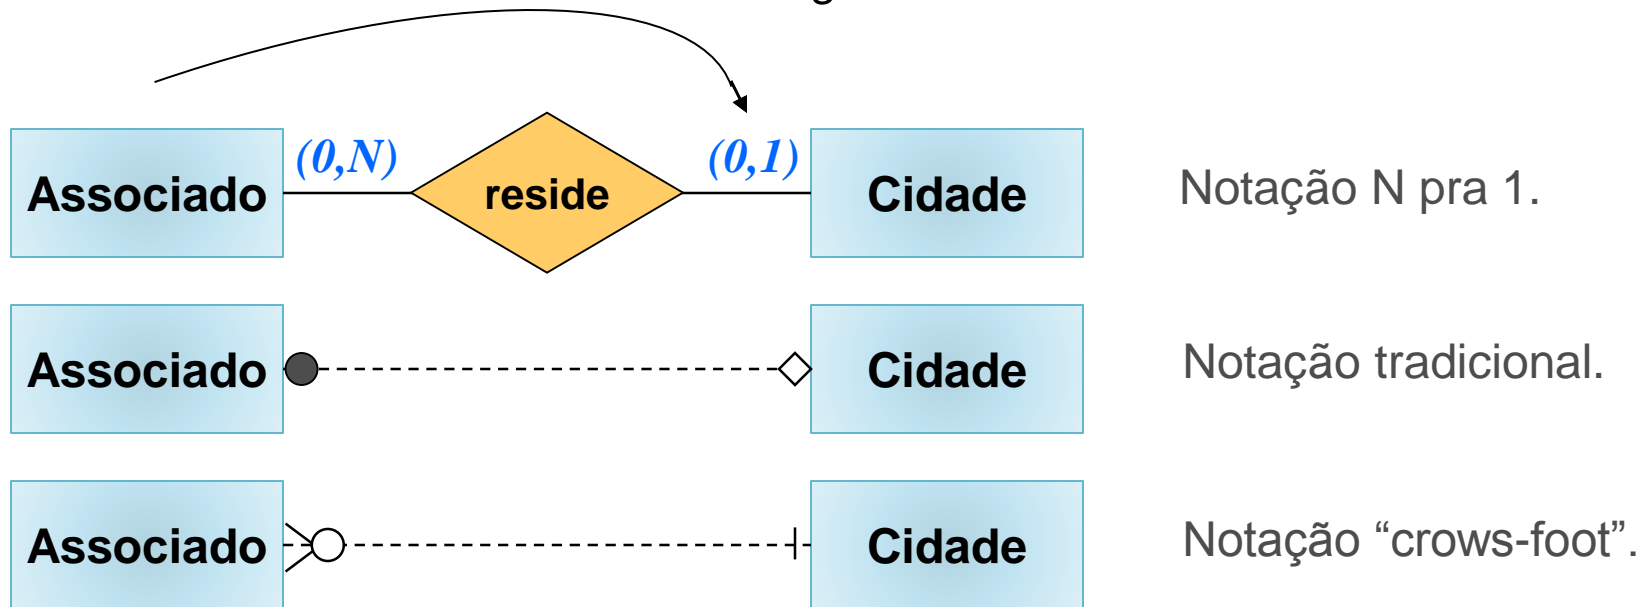 Associado (0,N) reside (0,1) Cidade Notação N pra 1.
Associado Cidade Notação tradicional.
Associado Cidade Notação “crows-foot”.